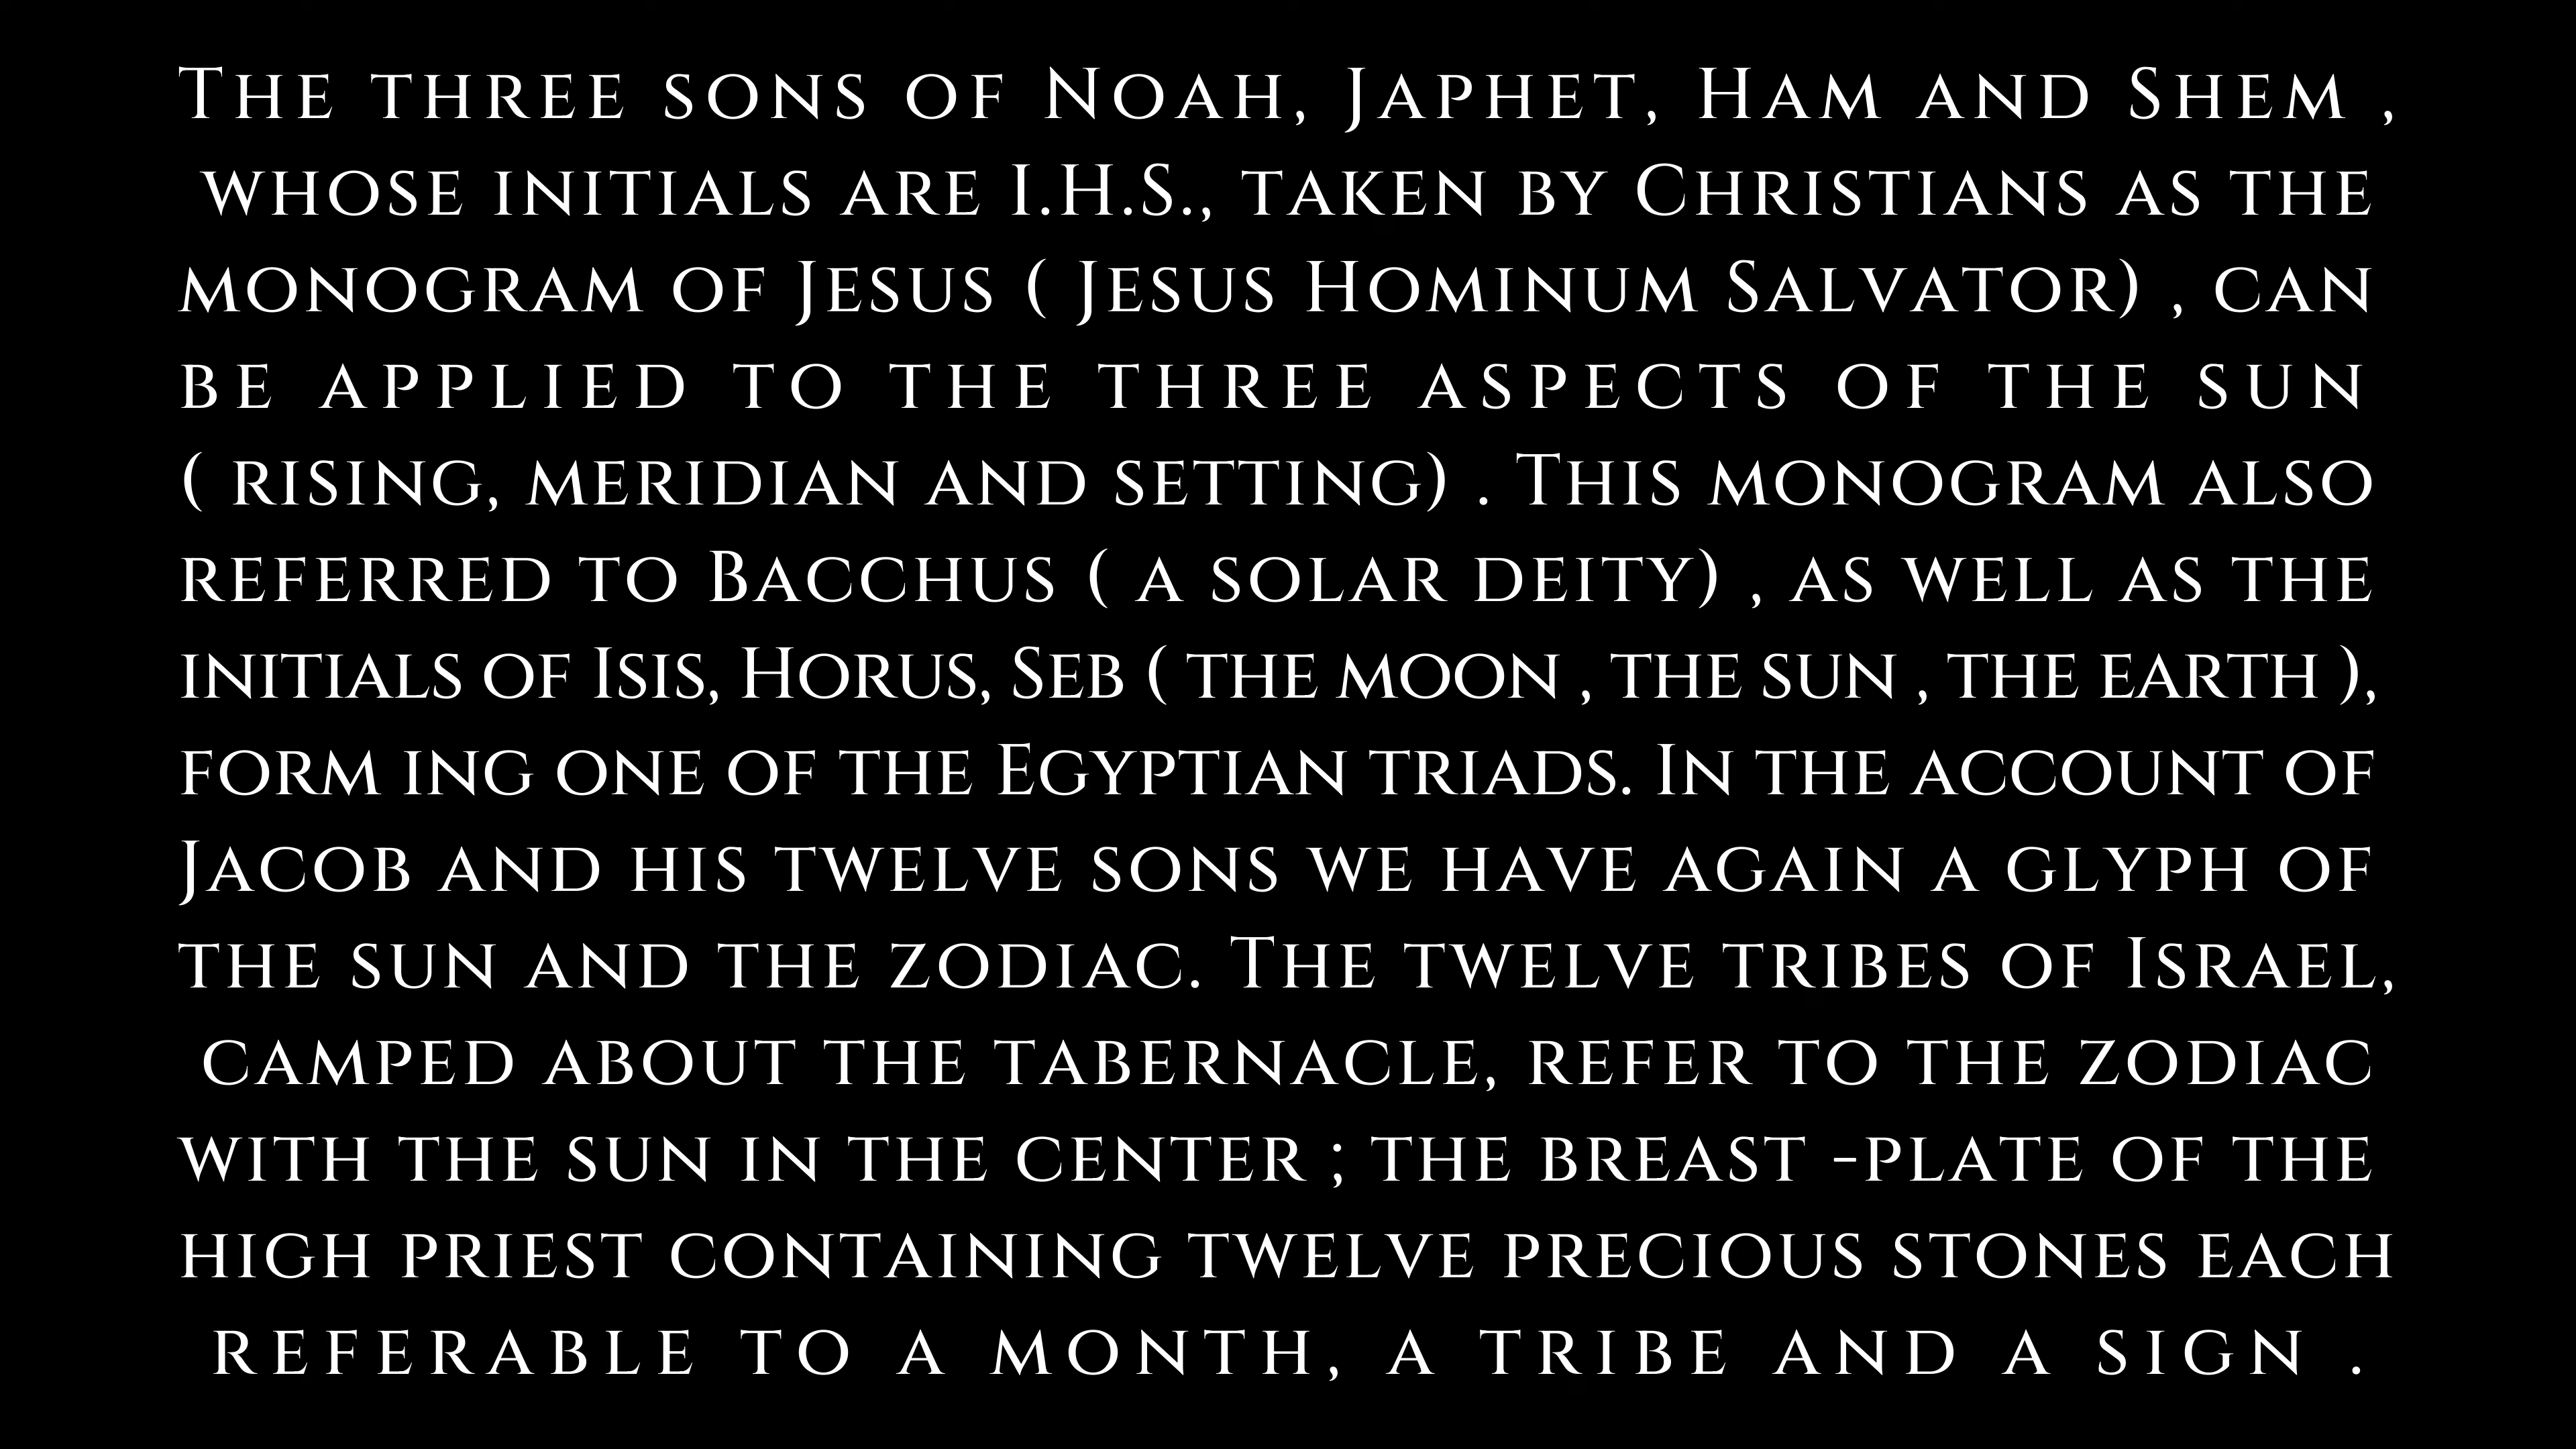 The three sons of Noah, Japhet, Ham and Shem ,
whose initials are I.H.S., taken by Christians as the
monogram of Jesus ( Jesus Hominum Salvator) , can
be applied to the three aspects of the sun
( rising, meridian and setting) . This monogram also
referred to Bacchus ( a solar deity) , as well as the
initials of Isis, Horus, Seb ( the moon , the sun , the earth ),
form ing one of the Egyptian triads. In the account of
Jacob and his twelve sons we have again a glyph of
the sun and the zodiac. The twelve tribes of Israel,
camped about the tabernacle, refer to the zodiac
with the sun in the center ; the breast -plate of the
high priest containing twelve precious stones each
referable to a month, a tribe and a sign .